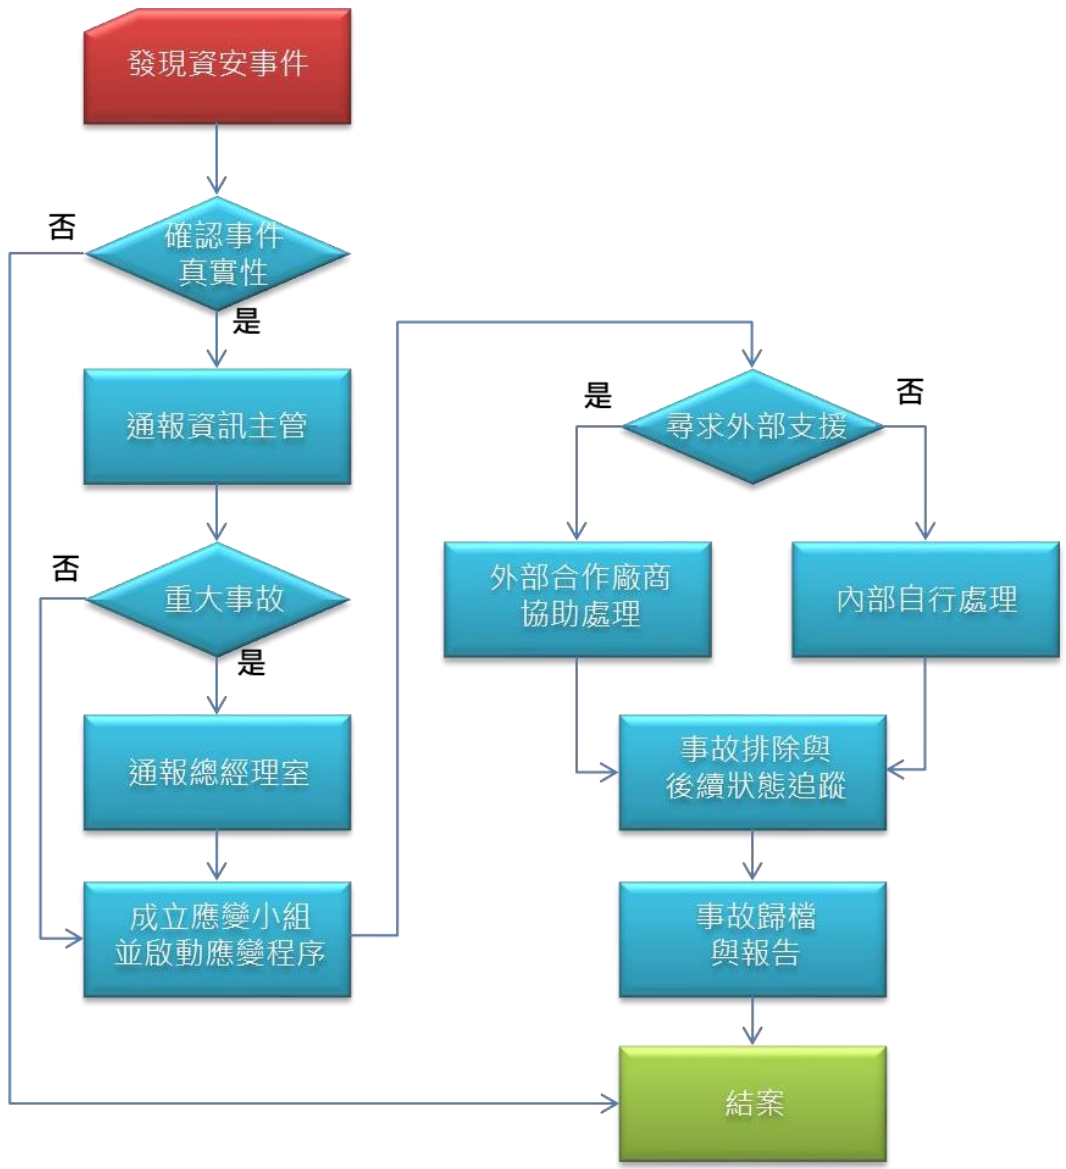 發現資安事件
否
確認事件
真實性
是
通報資訊主管
否
重大事故
是
通報總經理室
成立應變小組
並啟動應變程序
是
否
尋求外部支援
外部合作廠商
協助處理
內部自行處理
事故排除與
後續狀態追蹤
事故歸檔
與報告
結案